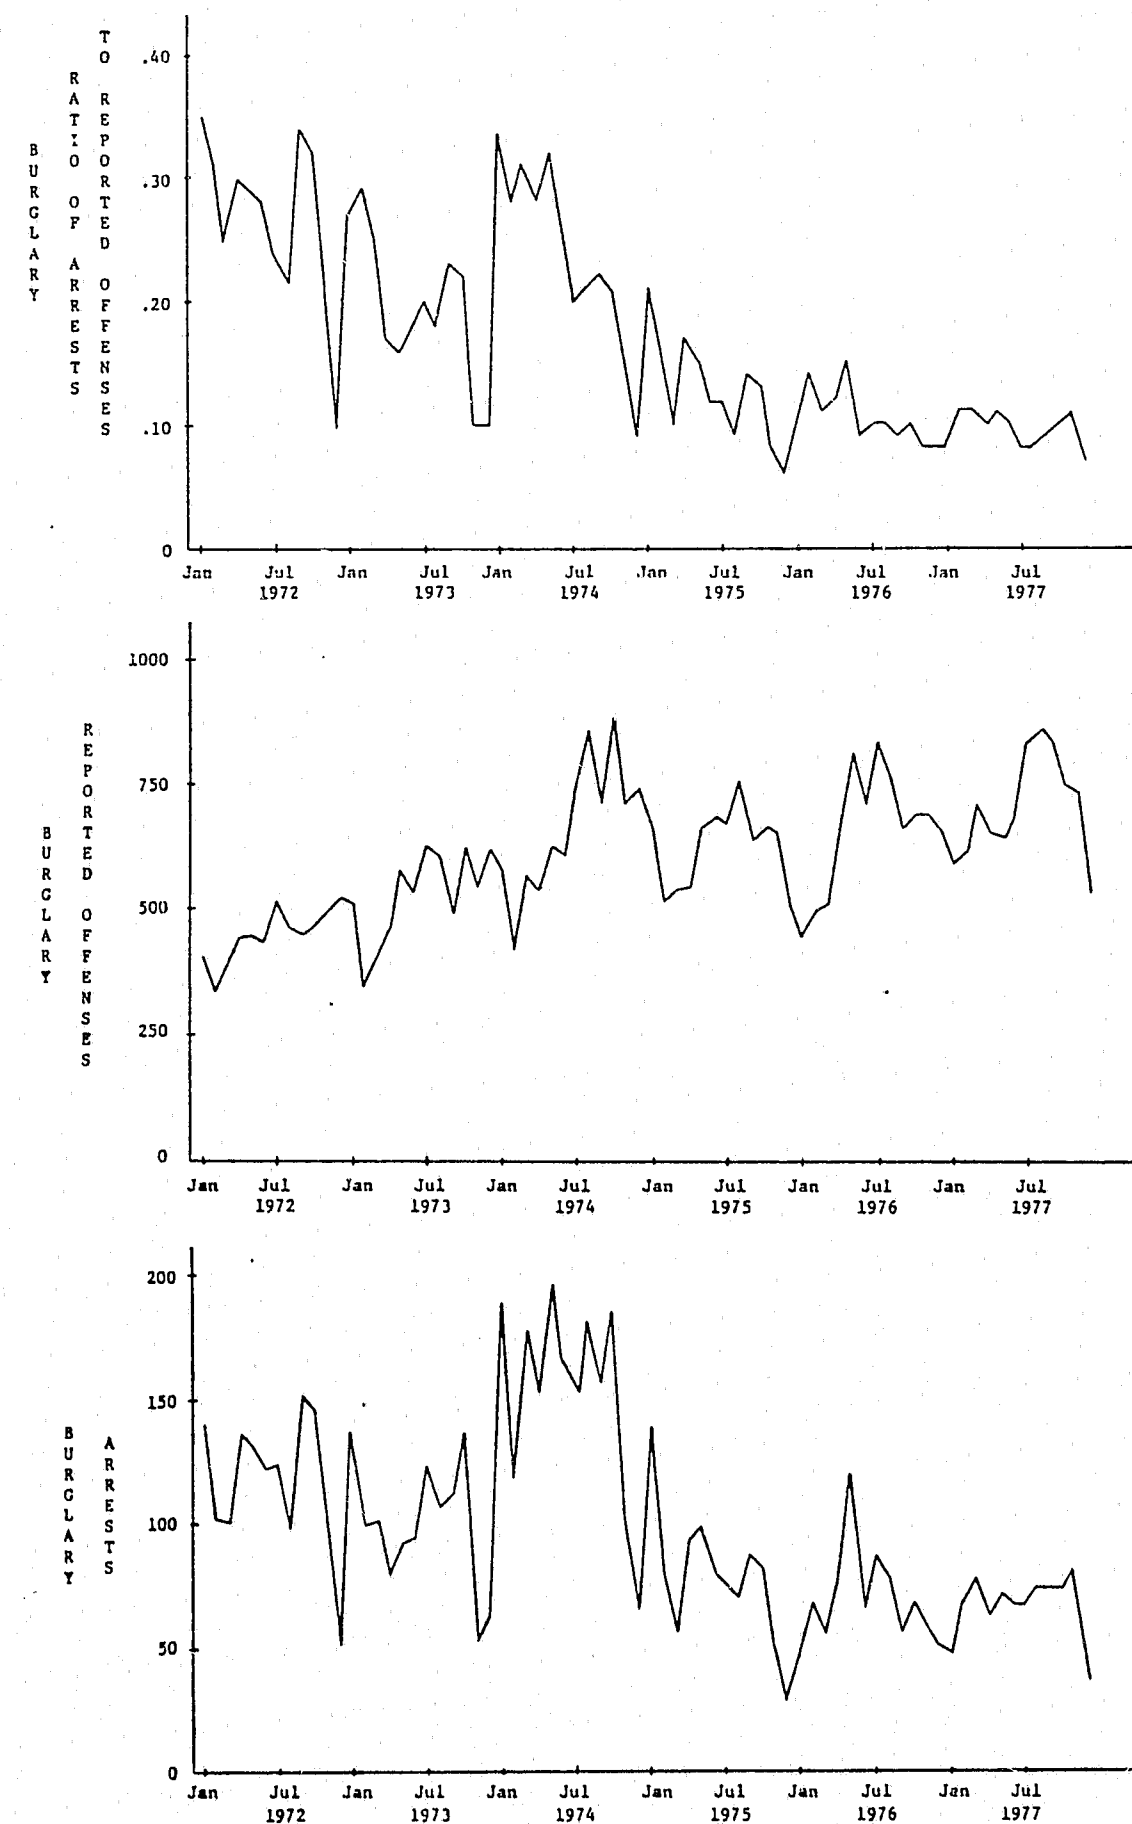 BURGLARY
RATIO OF ARRESTS
TO REPORTED OFFENSES
.40
.30
.20
.10
0
Jan Jul Jan Jul Jan Jul Jan Jul Jan Jul Jan Jul
1972 1973 1974 1975 1976 1977
BURGLARY
REPORTED OFFENSES
1000
750
500
250
0
Jan Jul Jan Jul Jan Jul Jan Jul Jan Jul Jan Jul
1972 1973 1974 1975 1976 1977
BURGLARY
ARRESTS
200
150
100
50
0
Jan Jul Jan Jul Jan Jul Jan Jul Jan Jul Jan Jul
1972 1973 1974 1975 1976 1977